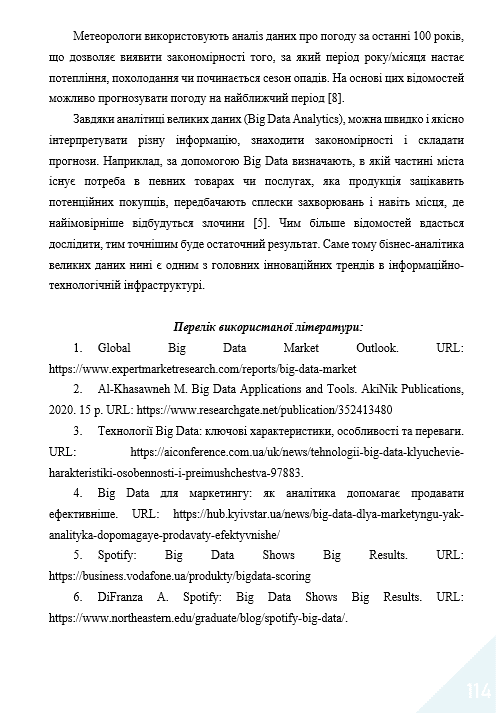 Метеорологи використовують аналіз даних про погоду за останні 100 років,
що дозволяє виявити закономірності того, за який період року/місяця настає
потепління, похолодання чи починається сезон опадів. На основі цих відомостей
можливо прогнозувати погоду на найближчий період [8].
Завдяки аналітиці великих даних (Big Data Analytics), можна швидко і якісно
інтерпретувати різну інформацію, знаходити закономірності і складати
прогнози. Наприклад, за допомогою Big Data визначають, в якій частині міста
існує потреба в певних товарах чи послугах, яка продукція зацікавить
потенційних покупців, передбачають сплески захворювань і навіть місця, де
найімовірніше відбудуться злочини [5]. Чим більше відомостей вдасться
дослідити, тим точнішим буде остаточний результат. Саме тому бізнес-аналітика
великих даних нині є одним з головних інноваційних трендів в інформаційно-
технологічній інфраструктурі.
Перелік використаної літератури:
1. Global Big Data Market Outlook. URL:
https://www.expertmarketresearch.com/reports/big-data-market
2. Al-Khasawneh M. Big Data Applications and Tools. AkiNik Publications,
2020. 15 p. URL: https://www.researchgate.net/publication/352413480
3. Технології Big Data: ключові характеристики, особливості та переваги.
URL: https://aiconference.com.ua/uk/news/tehnologii-big-data-klyuchevie-
harakteristiki-osobennosti-i-preimushchestva-97883.
4. Big Data для маркетингу: як аналітика допомагає продавати
ефективніше. URL: https://hub.kyivstar.ua/news/big-data-dlya-marketyngu-yak-
analityka-dopomagaye-prodavaty-efektyvnishe/
5. Spotify: Big Data Shows Big Results. URL:
https://business.vodafone.ua/produkty/bigdata-scoring
6. DiFranza A. Spotify: Big Data Shows Big Results. URL:
https://www.northeastern.edu/graduate/blog/spotify-big-data/.
114